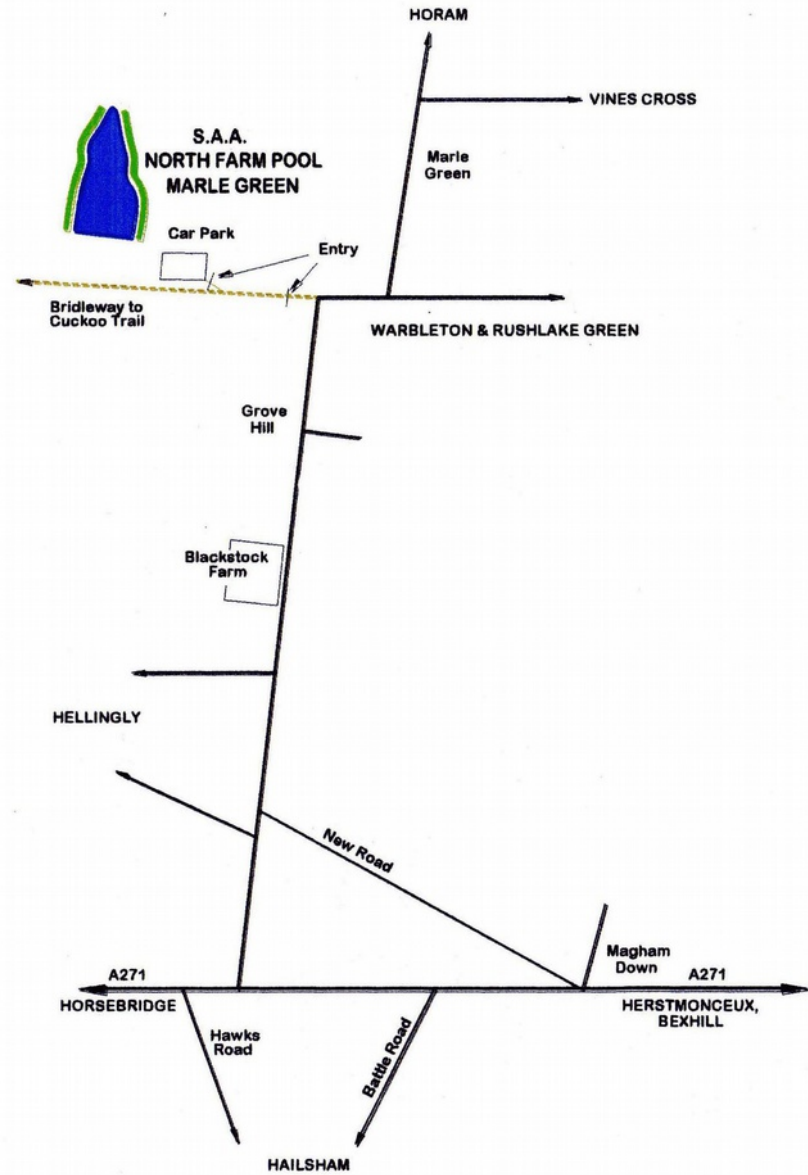 HORAM
VINES CROSS
S.A.A.
NORTH FARM POOL
MARLE GREEN
Marle
Green
Car Park
Entry
Bridleway to
Cuckoo Trail
WARBLETON & RUSHLAKE GREEN
Grove
Hill
Blackstock
Farm
HELLINGLY
New Road
Magham
Down
A271
A271
HORSEBRIDGE
HERSTMONCEUX,
BEXHILL
Hawks
Road
Battle Road
HAILSHAM